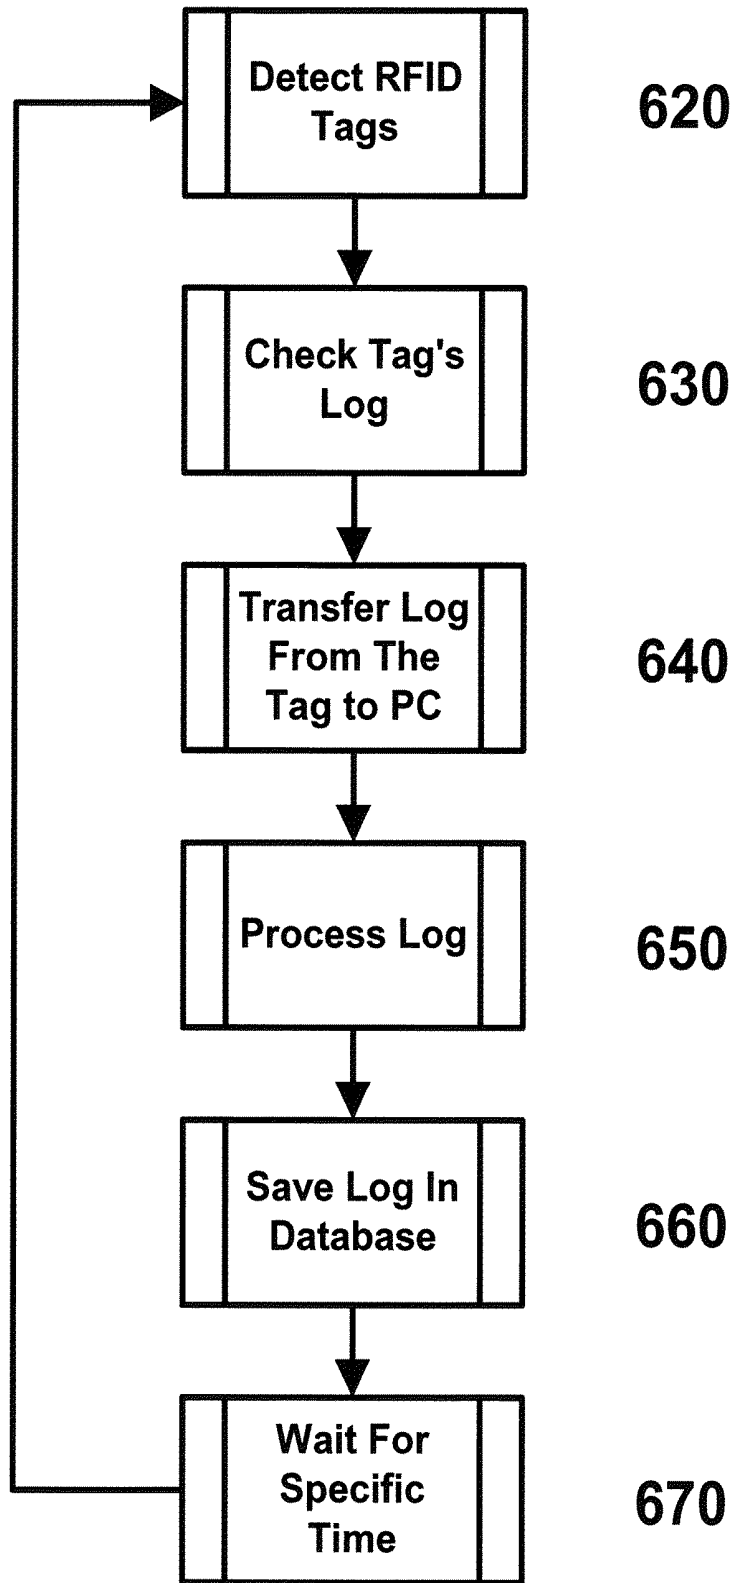 Detect RFID
Tags
620
Check Tag's
Log
630
Transfer Log
From The
Tag to PC
640
Process Log
650
Save Log In
Database
660
Wait For
Specific
Time
670